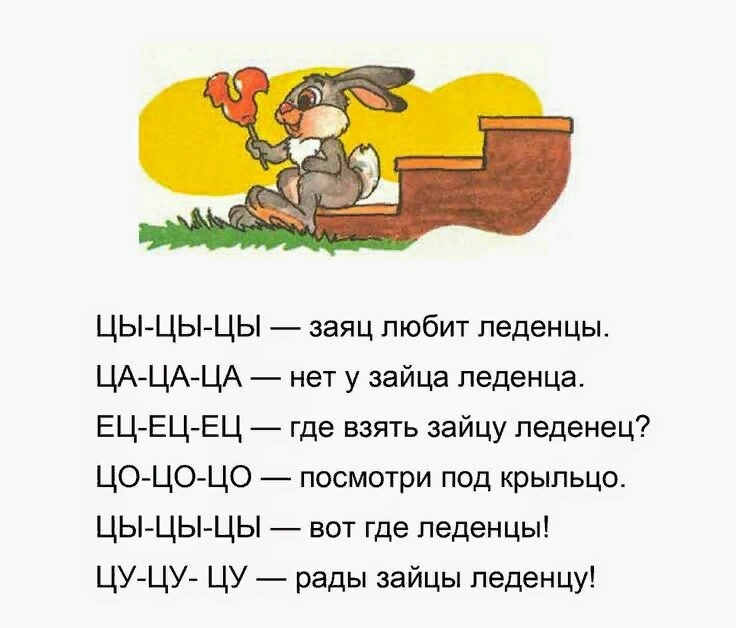 ЦЫ-ЦЫ-ЦЫ — заяц любит леденцы.
ЦА-ЦА-ЦА — нет у зайца леденца.
ЕЦ-ЕЦ-ЕЦ — где взять зайцу леденец?
ЦО-ЦО-ЦО — посмотри под крыльцо.
ЦЫ-ЦЫ-ЦЫ — вот где леденцы!
ЦУ-ЦУ- ЦУ — рады зайцы леденцу!